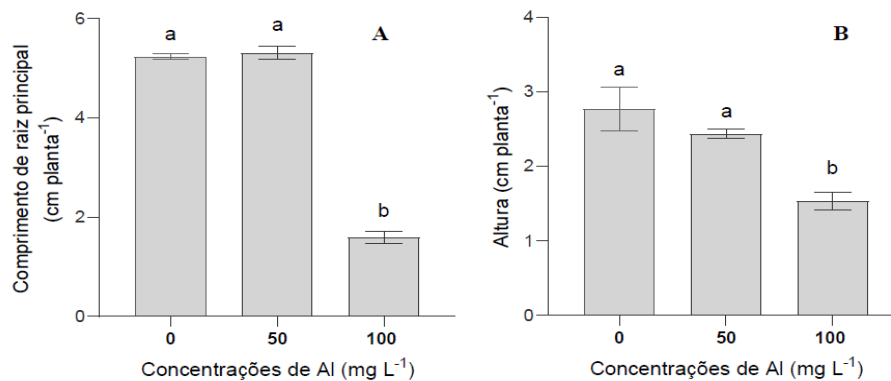 Comprimento de raiz principal
(cm planta⁻¹)
6
4
2
0
a
a
b
A
0
50
100
Concentrações de Al (mg L⁻¹)
Altura (cm planta⁻¹)
4
3
2
1
0
a
a
b
B
0
50
100
Concentrações de Al (mg L⁻¹)